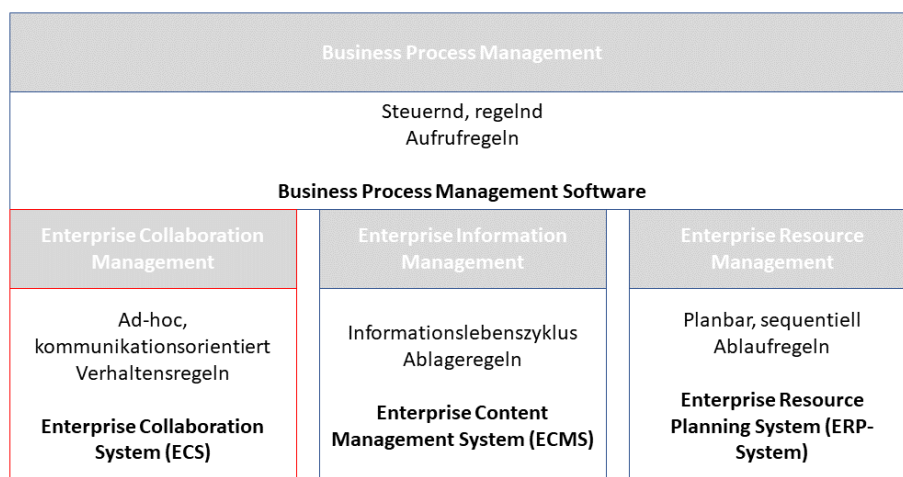 Business Process Management
Steuernd, regelnd
Aufrufregeln
Business Process Management Software
Enterprise Collaboration
Management
Ad-hoc,
kommunikationsorientiert
Verhaltensregeln
Enterprise Collaboration
System (ECS)
Enterprise Information
Management
Informationslebenszyklus
Ablageregeln
Enterprise Content
Management System (ECMS)
Enterprise Resource
Management
Planbar, sequentiell
Ablaufregeln
Enterprise Resource
Planning System (ERP-
System)